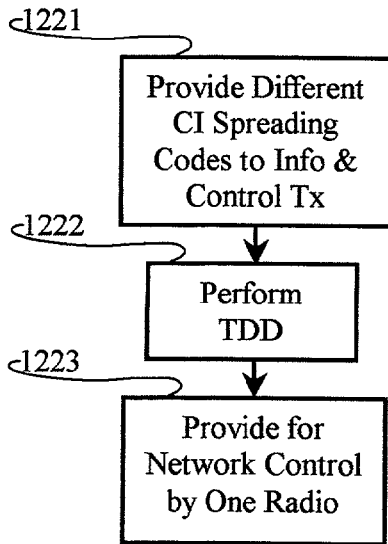 1221
Provide Different
CI Spreading
Codes to Info &
Control Tx
1222
Perform
TDD
1223
Provide for
Network Control
by One Radio